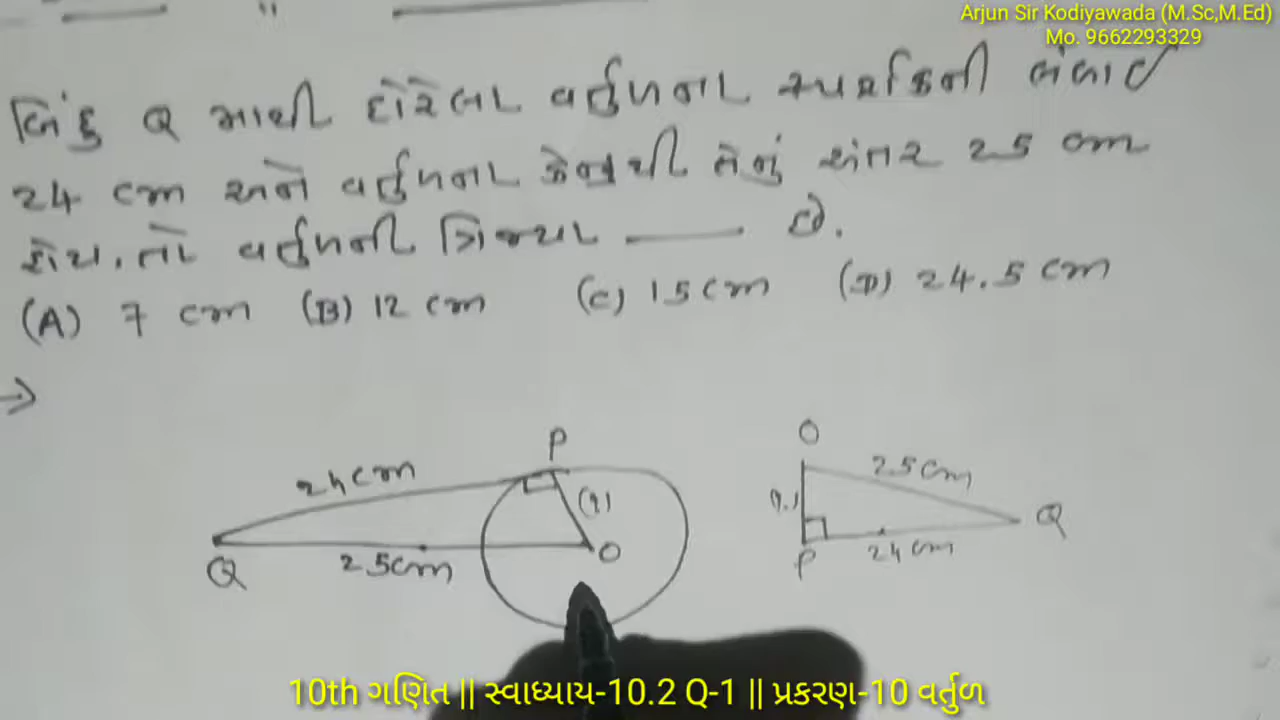 Arjun Sir Kodiyawada (M.Sc,M.Ed)
Mo. 9662293329
બિંદુ Q માથી દોરેલા વર્તુળના સ્પર્શકની લંબાઈ
24 cm અને વર્તુળના કેન્દ્રથી તેનું અંતર 25 cm
હોય. તો વર્તુળની ત્રિજ્યા ____ છે.
(A) 7 cm (B) 12 cm (C) 15 cm (D) 24.5 cm
→
P
24 cm
(r)
Q
25cm
O
O
25cm
(r)
Q
P
24cm
10th ગણિત || સ્વાધ્યાય-10.2 Q-1 || પ્રકરણ-10 વર્તુળ